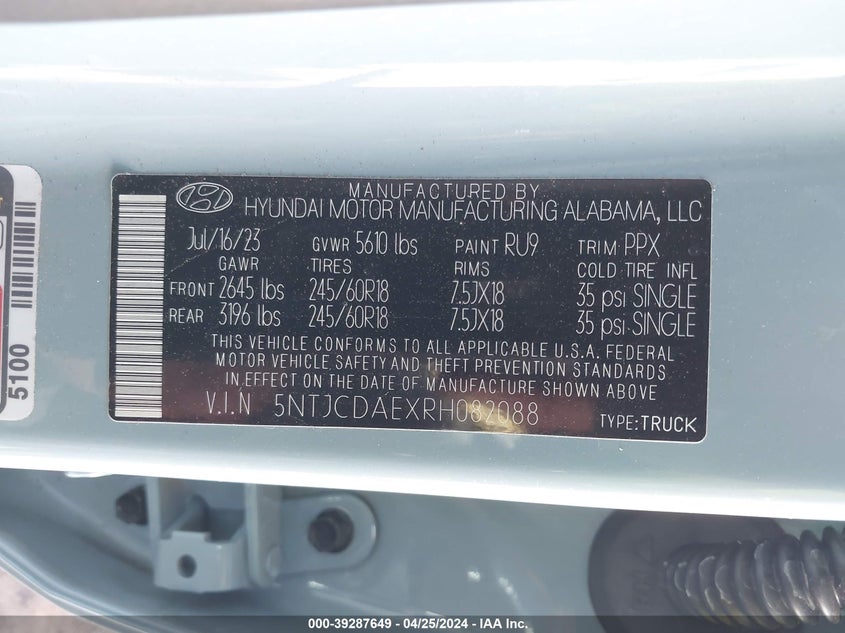 MANUFACTURED BY
HYUNDAI MOTOR MANUFACTURING ALABAMA, LLC
Jul/16/23 GVWR 5610 lbs PAINT RU9 TRIM PPX
GAWR TIRES RIMS COLD TIRE INFL
FRONT 2645 lbs 245/60R18 7.5JX18 35 psi SINGLE
REAR 3196 lbs 245/60R18 7.5JX18 35 psi SINGLE
THIS VEHICLE CONFORMS TO ALL APPLICABLE U.S.A. FEDERAL
MOTOR VEHICLE SAFETY AND THEFT PREVENTION STANDARDS
IN EFFECT ON THE DATE OF MANUFACTURE SHOWN ABOVE
V.I.N 5NTJCDAEXRH082088 TYPE:TRUCK
5100
000-39287649 - 04/25/2024 - IAA Inc.